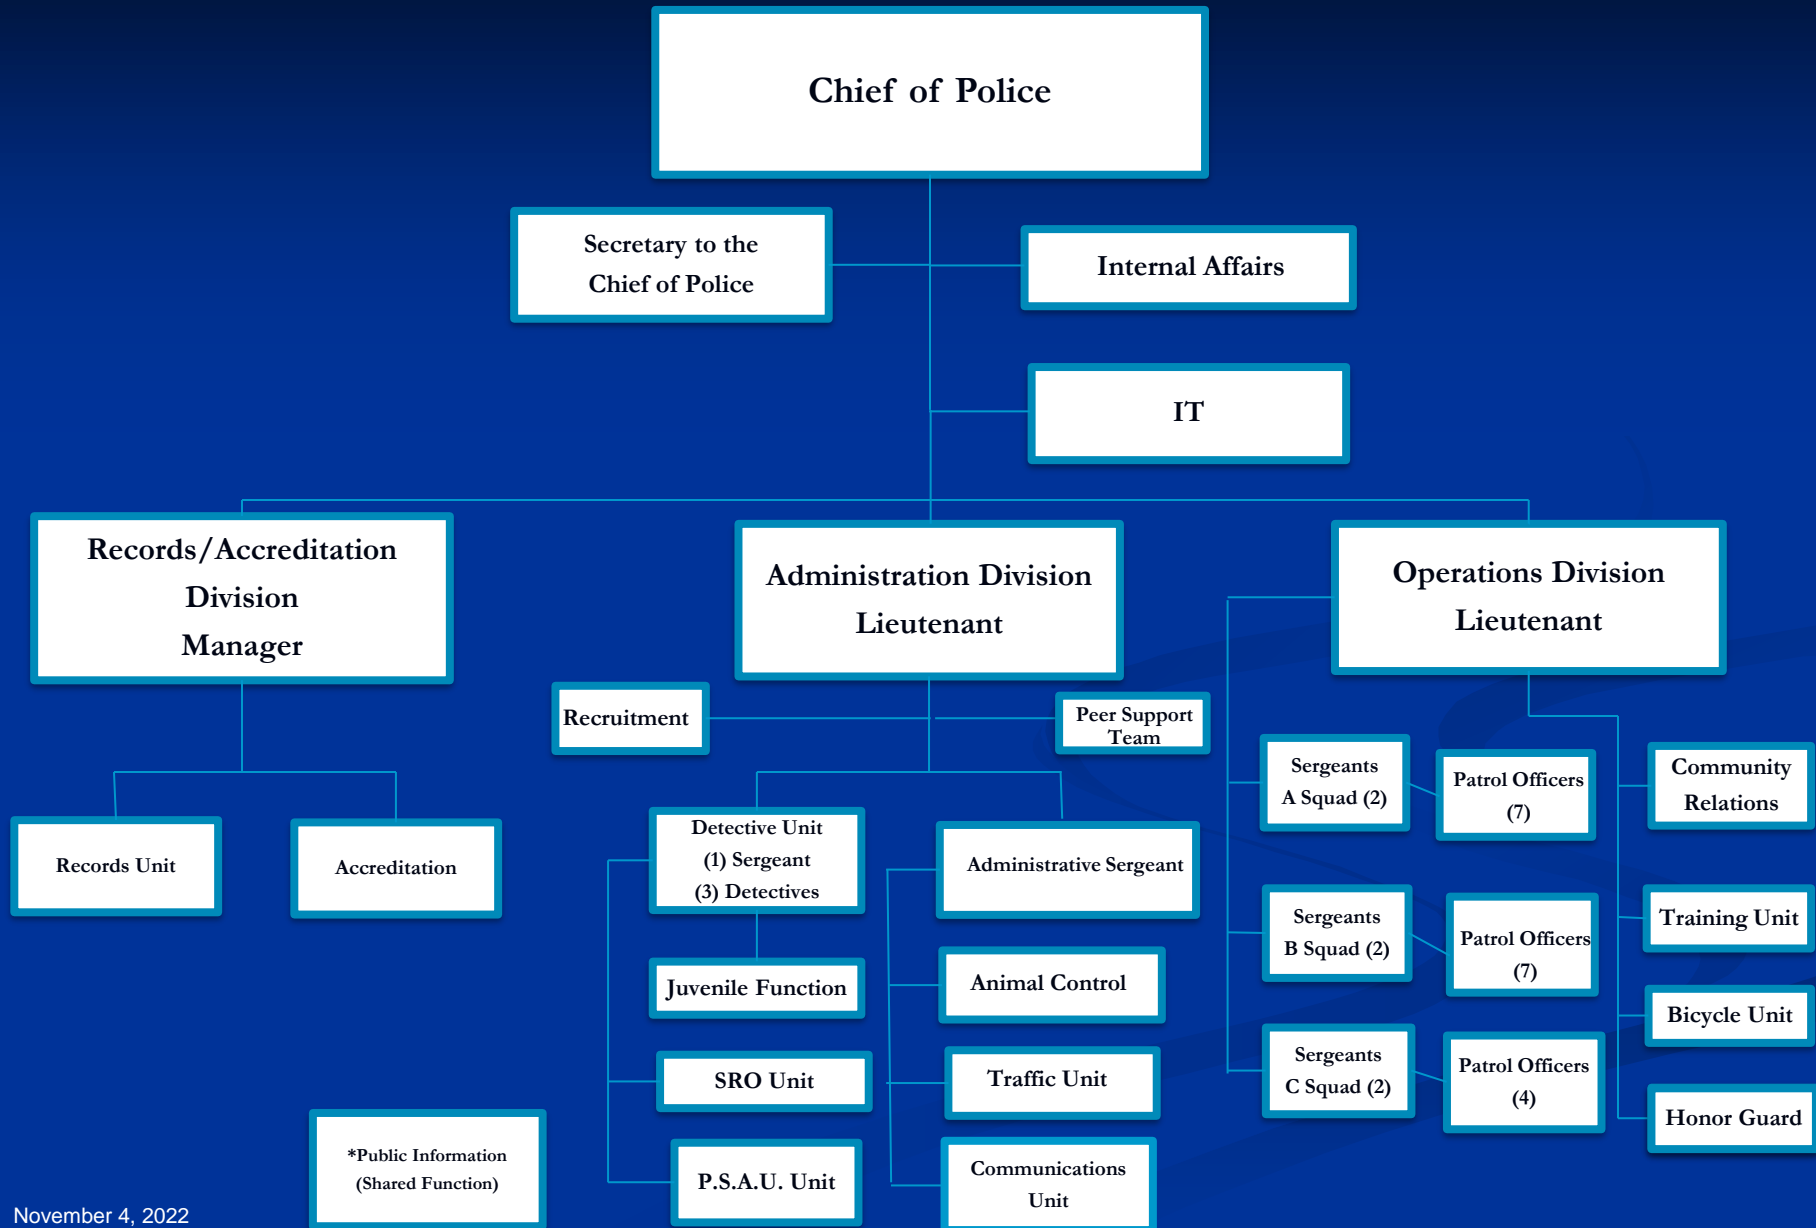 Chief of Police
Secretary to the
Chief of Police
Internal Affairs
IT
Records/Accreditation
Division
Manager
Administration Division
Lieutenant
Operations Division
Lieutenant
Recruitment
Peer Support
Team
Records Unit
Accreditation
Detective Unit
(1) Sergeant
(3) Detectives
Juvenile Function
SRO Unit
P.S.A.U. Unit
Administrative Sergeant
Animal Control
Traffic Unit
Communications
Unit
Sergeants
A Squad (2)
Patrol Officers
(7)
Sergeants
B Squad (2)
Patrol Officers
(7)
Sergeants
C Squad (2)
Patrol Officers
(4)
Community
Relations
Training Unit
Bicycle Unit
Honor Guard
*Public Information
(Shared Function)
November 4, 2022